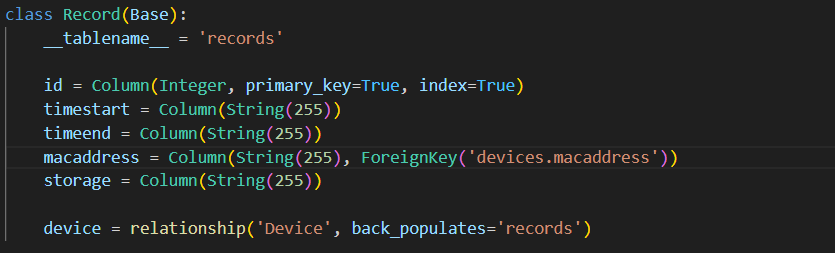 class Record(Base):
    __tablename__ = 'records'

    id = Column(Integer, primary_key=True, index=True)
    timestart = Column(String(255))
    timeend = Column(String(255))
    macaddress = Column(String(255), ForeignKey('devices.macaddress'))
    storage = Column(String(255))

    device = relationship('Device', back_populates='records')